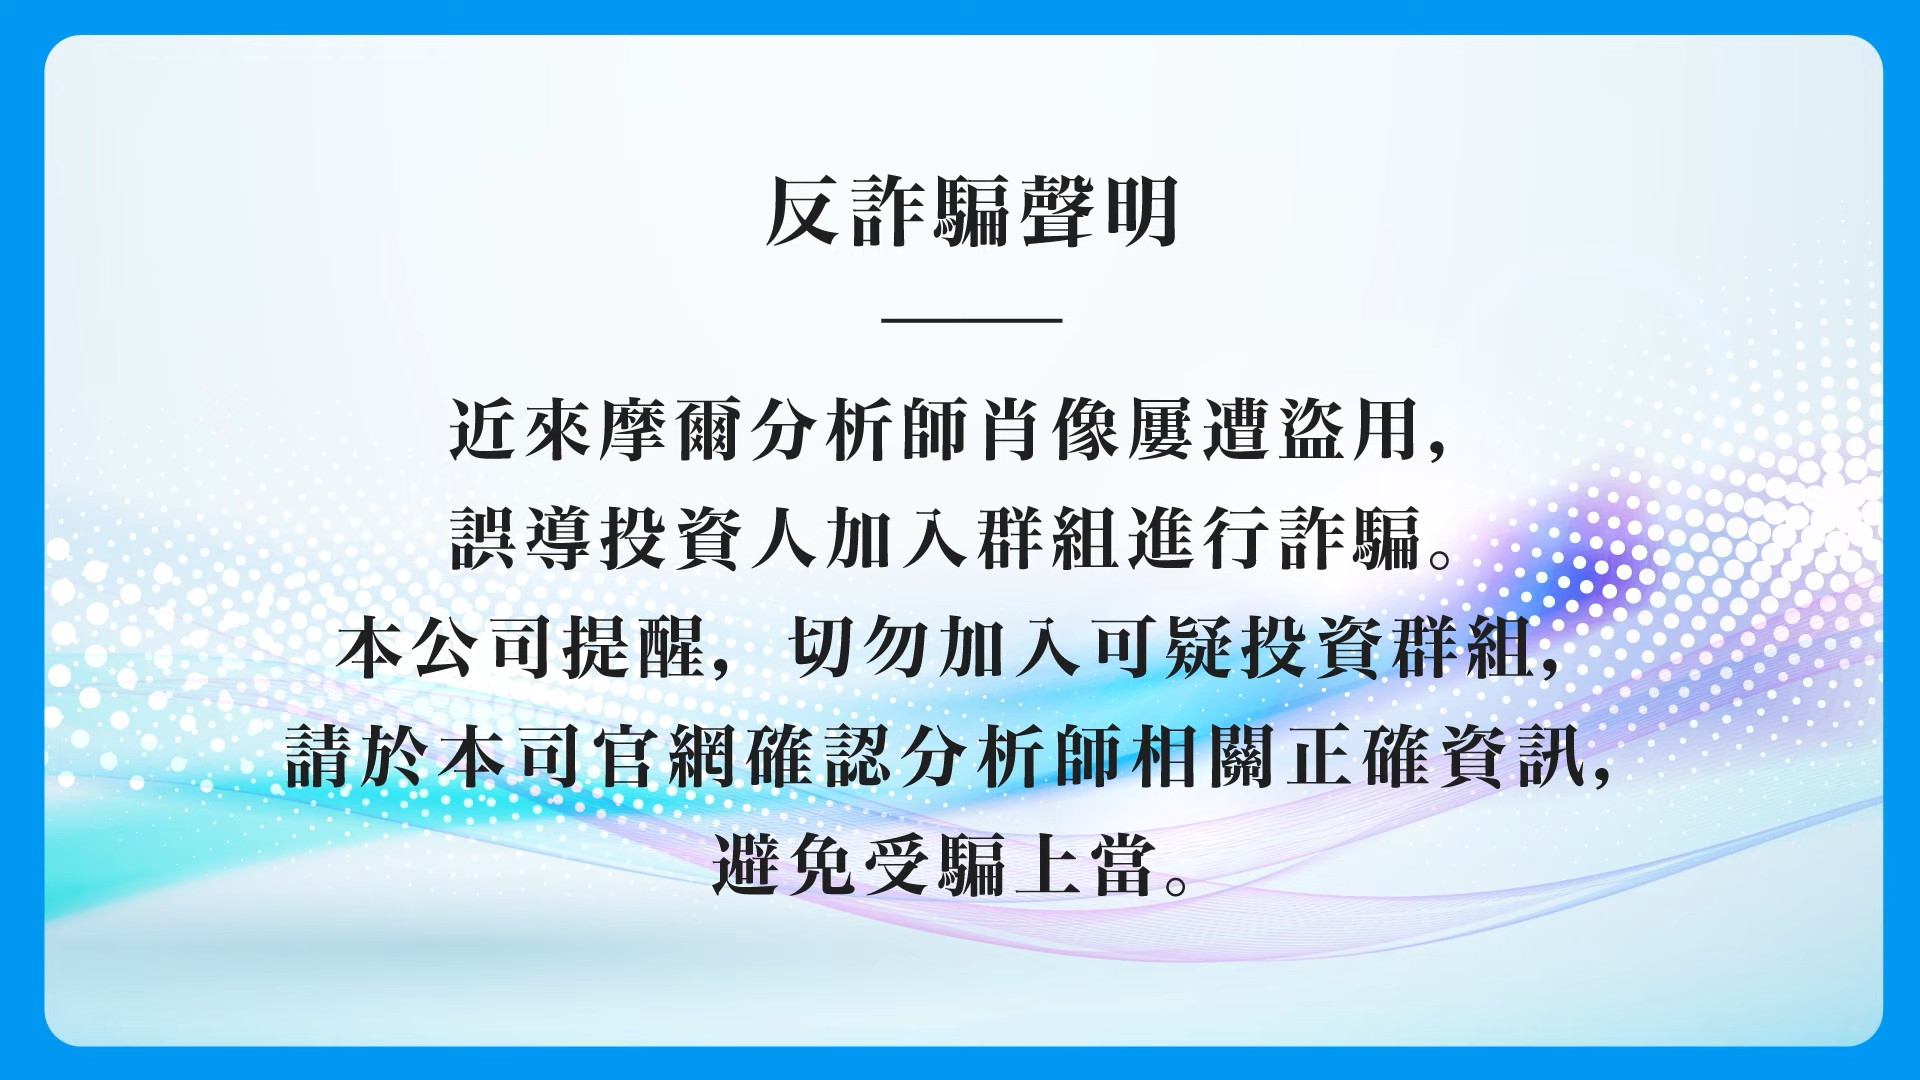 反詐騙聲明
近來摩爾分析師肖像屢遭盜用,
誤導投資人加入群組進行詐騙。
本公司提醒, 切勿加入可疑投資群組,
請於本司官網確認分析師相關正確資訊,
避免受騙上當。